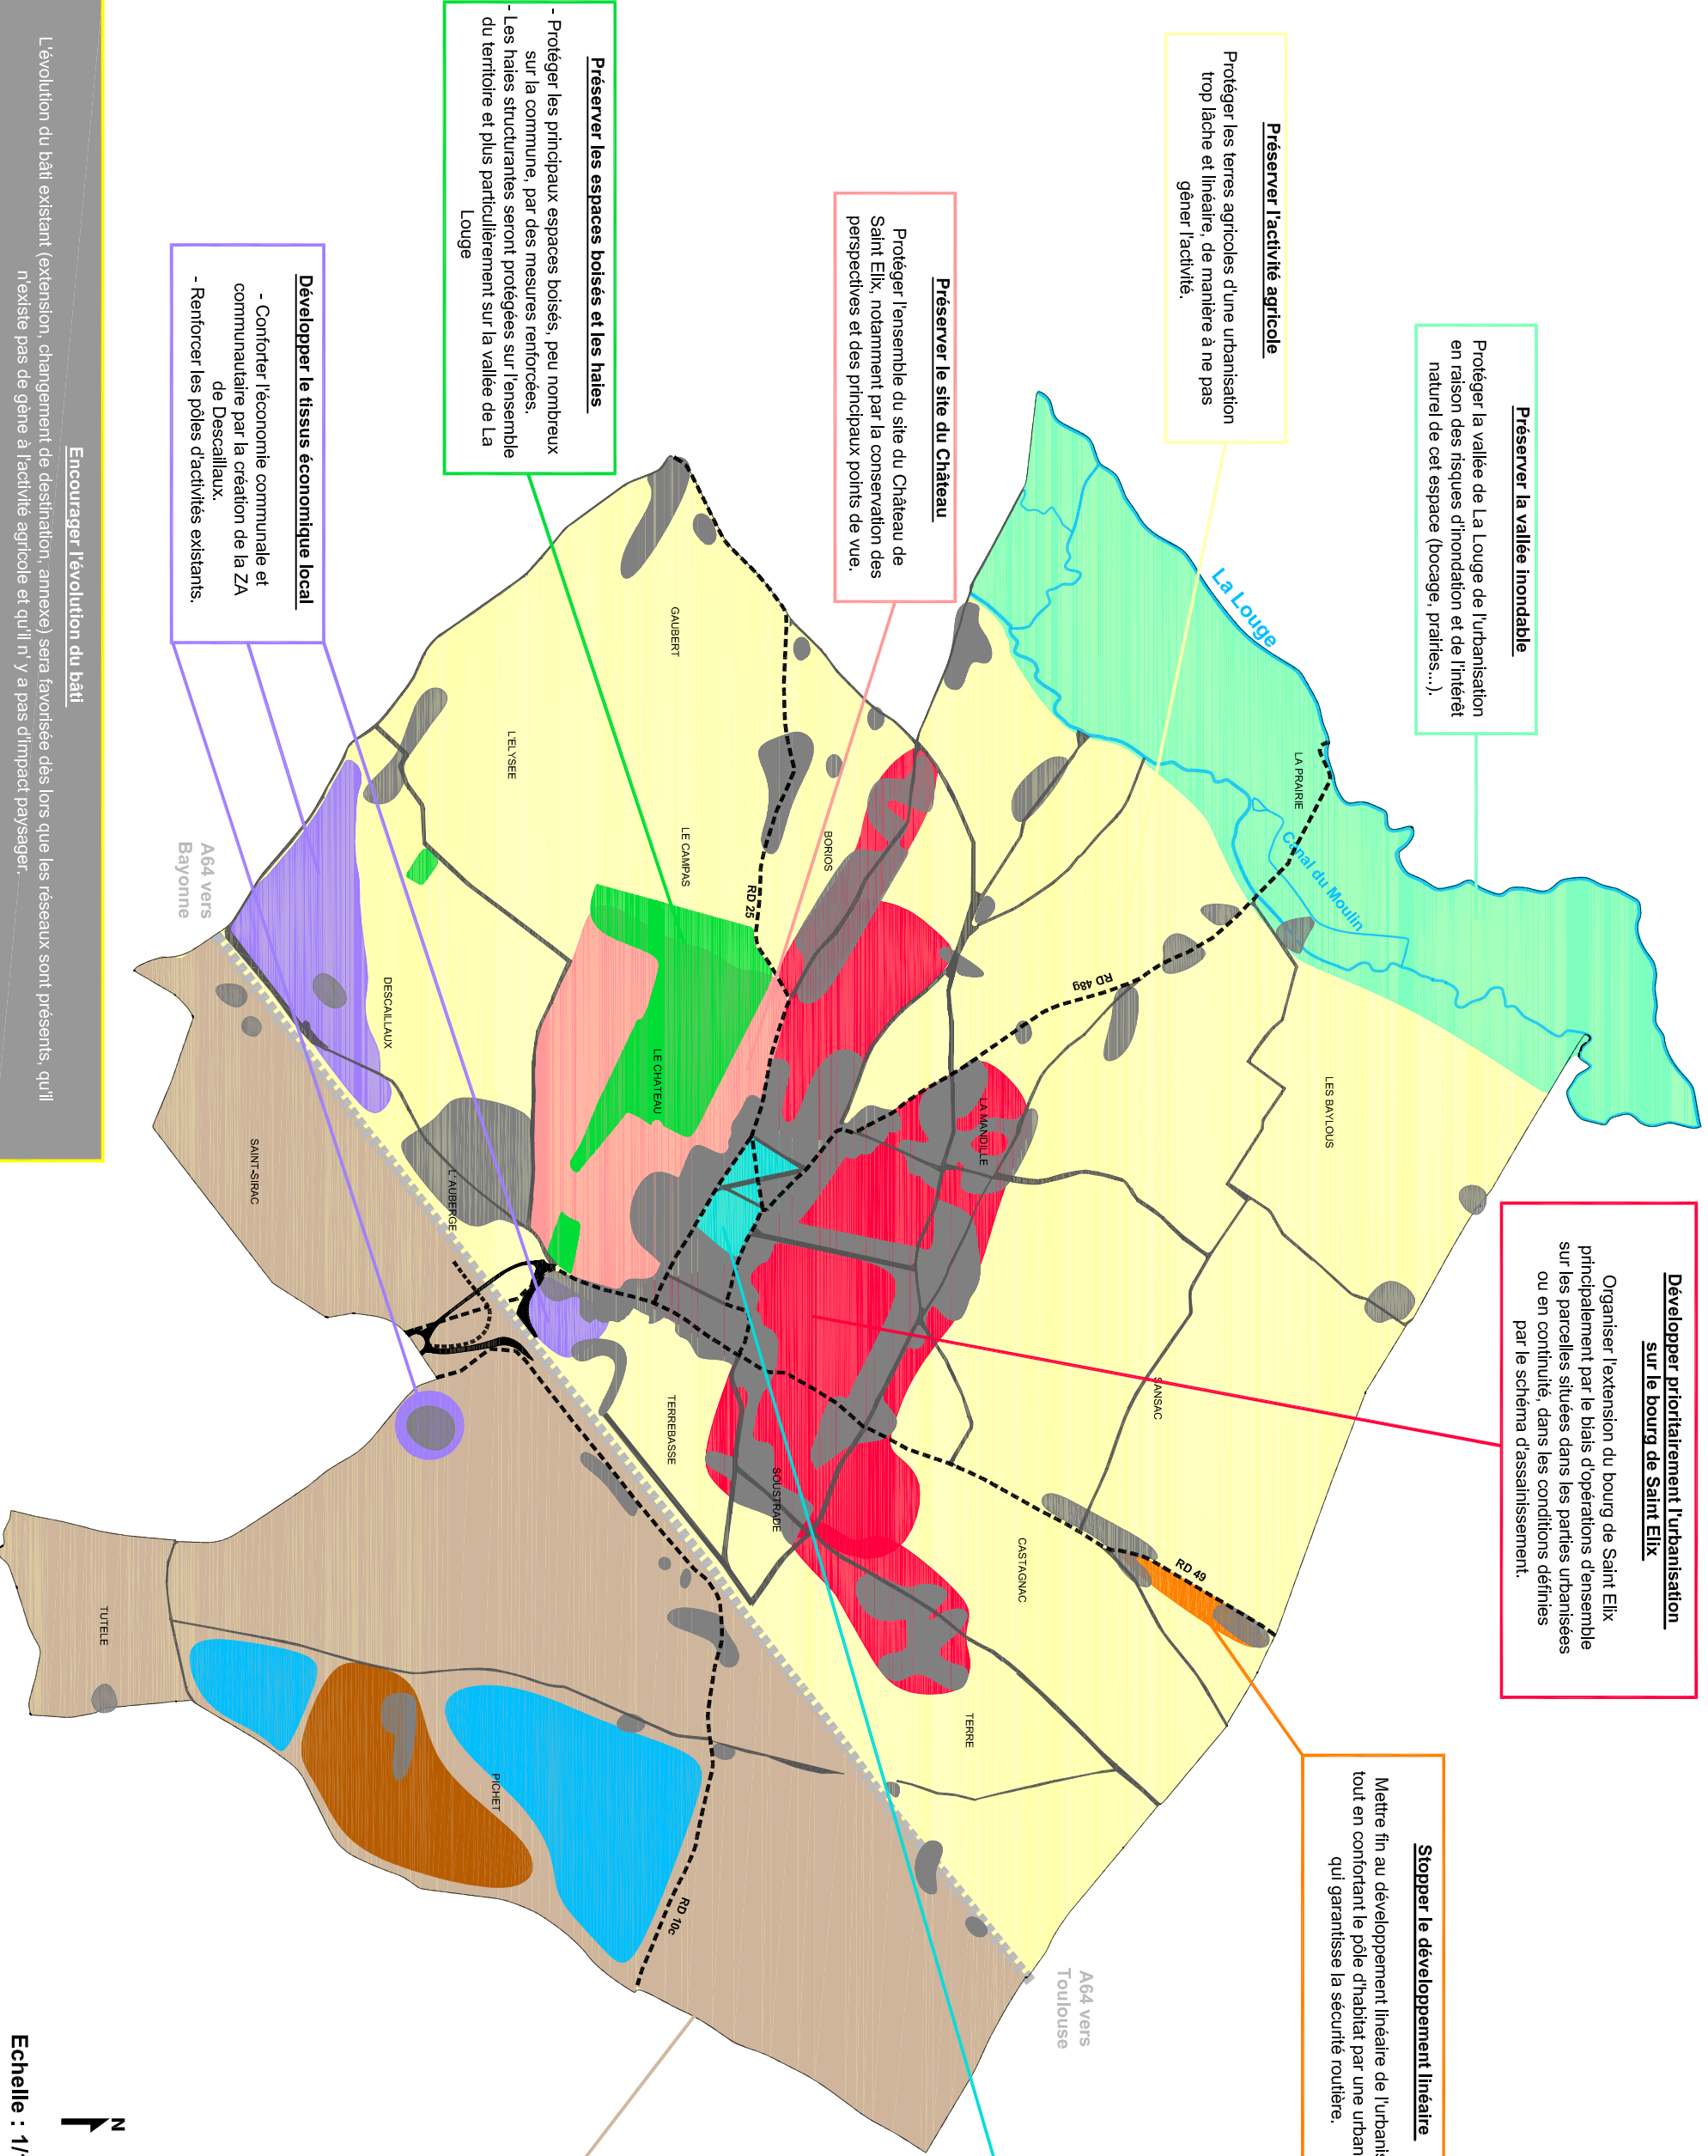 Préserver la vallée inondable
Protéger la vallée de La Louge de l'urbanisation
en raison des risques d'inondation et de l'intérêt
naturel de cet espace (bocage, prairies...).
Développer prioritairement l'urbanisation
sur le bourg de Saint Elix
Organiser l'extension du bourg de Saint Elix
principalement par le biais d'opérations d'ensemble
sur les parcelles situées dans les parties urbanisées
ou en continuité, dans les conditions définies
par le schéma d'assainissement.
Stopper le développement linéaire
Mettre fin au développement linéaire de
tout en confortant le pôle d'habitat par une
qui garantisse la sécurité routière.
Préserver l'activité agricole
Protéger les terres agricoles d'une urbanisation
trop lâche et linéaire, de manière à ne pas
gêner l'activité.
Préserver le site du Château
Protéger l'ensemble du site du Château de
Saint Elix, notamment par la conservation des
perspectives et des principaux points de vue.
Préserver les espaces boisés et les haies
- Protéger les principaux espaces boisés, peu nombreux
sur la commune, par des mesures renforcées.
- Les haies structurantes seront protégées sur l'ensemble
du territoire et plus particulièrement sur la vallée de La
Louge
Développer le tissus économique local
- Conforter l'économie communale et
communautaire par la création de la ZA
de Descaillaux.
- Renforcer les pôles d'activités existants.
Encourager l'évolution du bâti
L'évolution du bâti existant (extension, changement de destination, annexe) sera favorisée dès lors que les réseaux sont présents, qu'il
n'existe pas de gène à l'activité agricole et qu'il n' y a pas d'impact paysager.
La Louge
LA PRAIRIE
Canal du Moulin
LES BAYLOUS
RD 48g
SANSAC
RD 49
CASTAGNAC
LA MANDILLE
TERRE
BORIOS
RD 25
SOUSTRADE
GAUBERT
LE CAMPAS
LE CHATEAU
TERREBASSE
L'ELYSEE
L' AUBERGE
DESCAILLAUX
PICHET
RD 10c
SAINT-SIRAC
TUTELE
A64 vers
Bayonne
A64 vers
Toulouse
N
Echelle : 1/